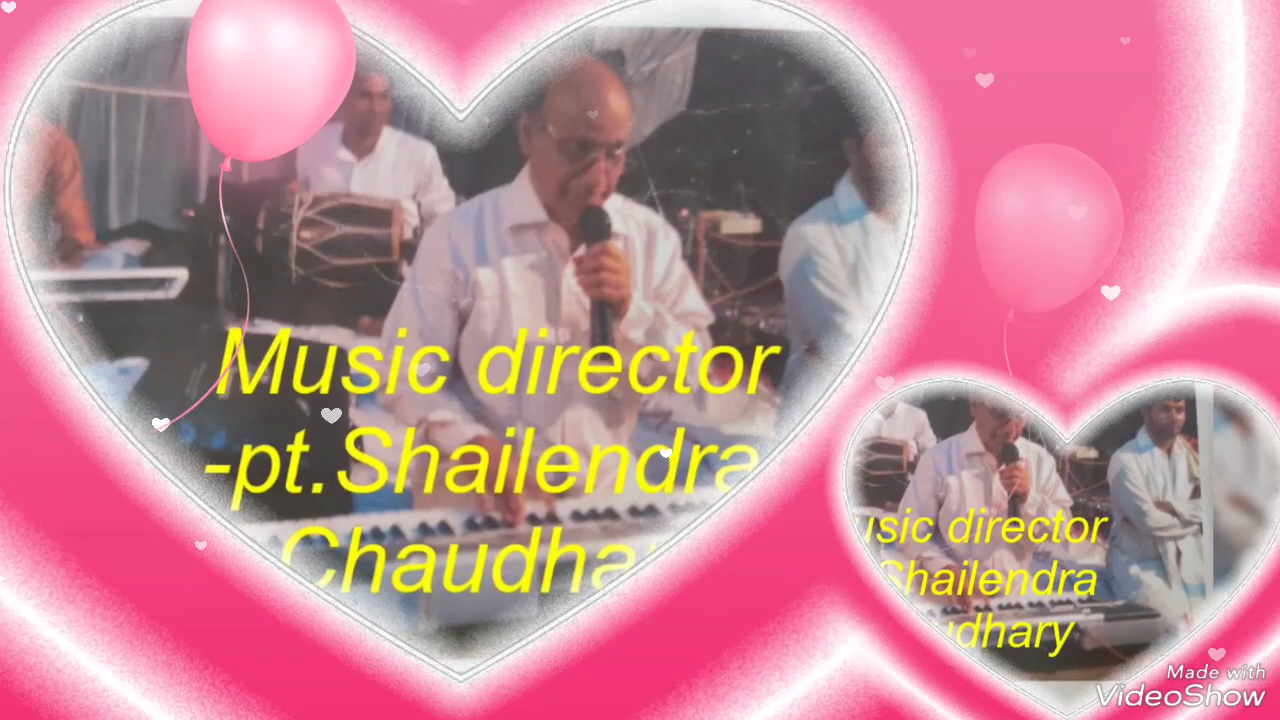 Music director
-pt.Shailendra
Chaudha
usic director
Shailendra
udhary
Made with
VideoShow